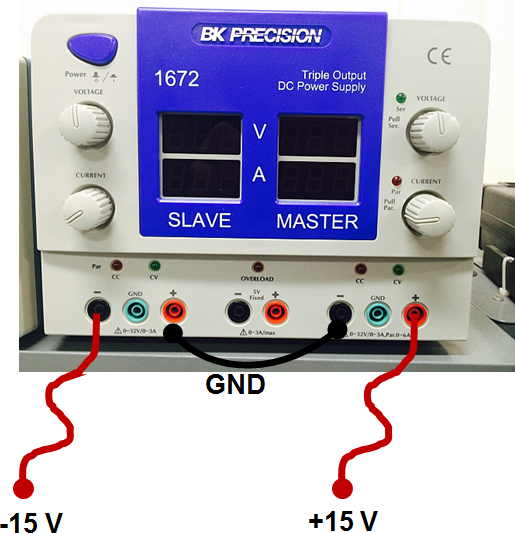 BK PRECISION
Power
1672
Triple Output
DC Power Supply
CE
VOLTAGE
V
A
Ser
Pull
Ser.
VOLTAGE
CURRENT
Par
Pull
Par.
CURRENT
SLAVE
MASTER
Par
CC
CV
OVERLOAD
CC
CV
-
GND
+
-
5V
Fixed
+
-
GND
+
0~32V/0~3A
0~3A/max
0~32V/0~3A,Par.0~6A
GND
-15 V
+15 V